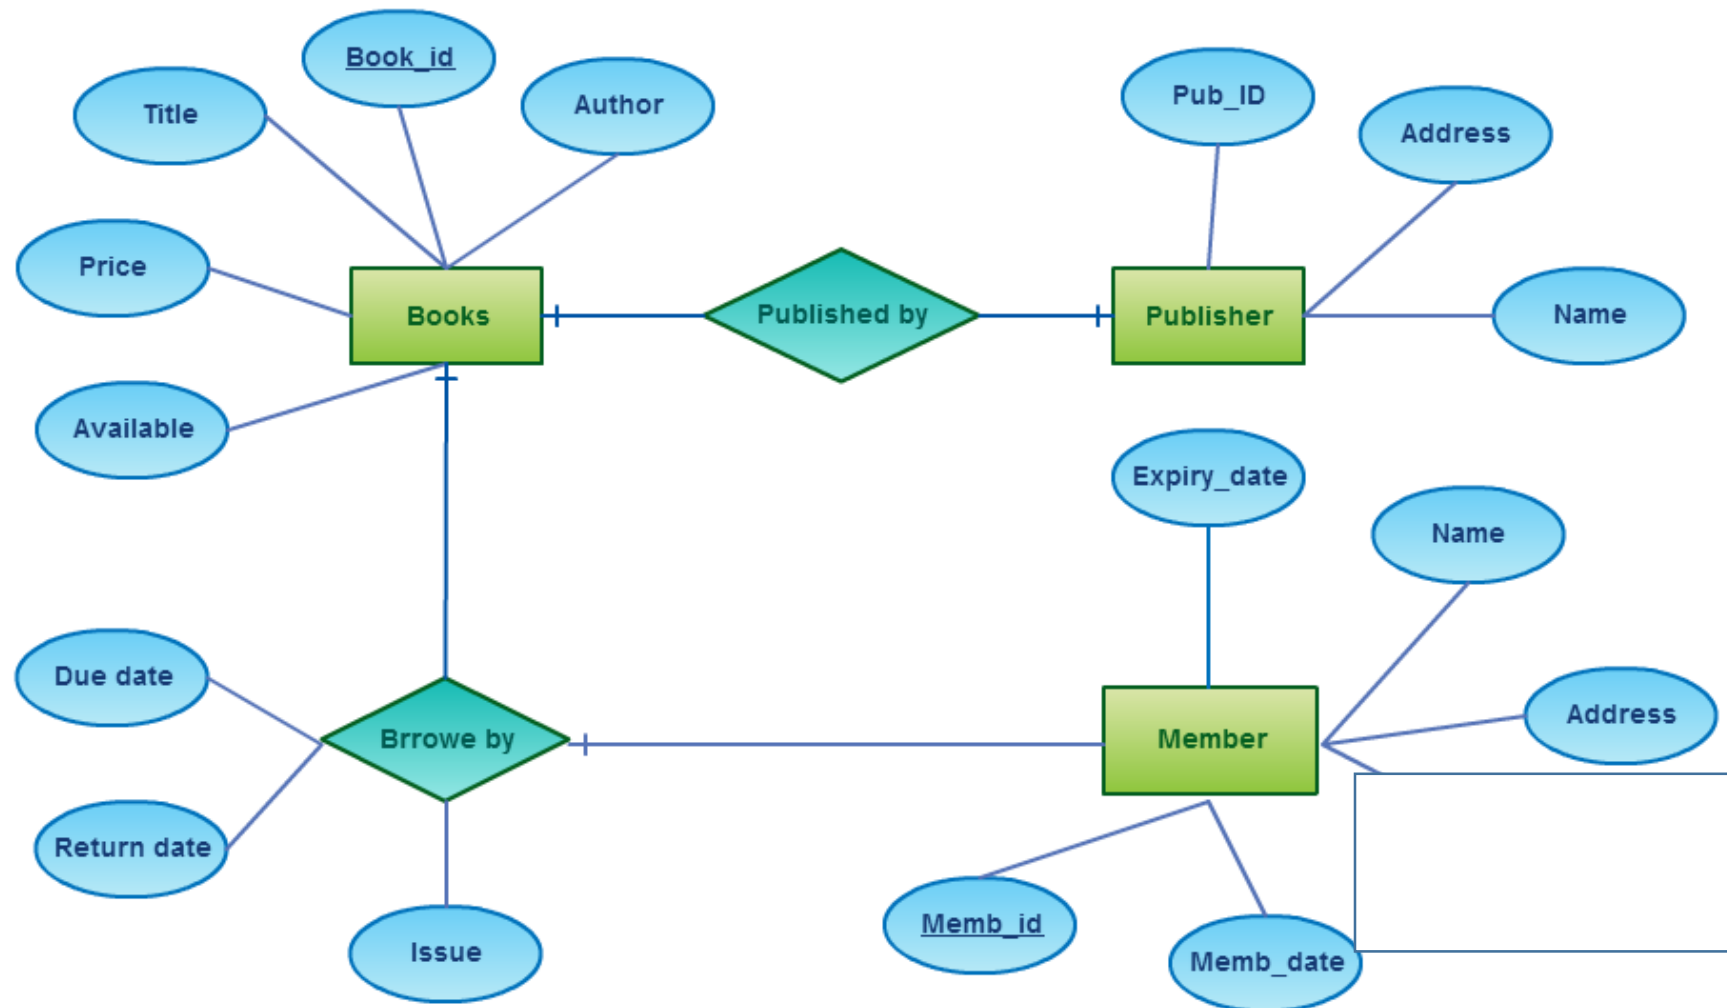 Book_id
Title
Author
Pub_ID
Address
Price
Books
Published by
Publisher
Name
Available
Expiry_date
Name
Due date
Brrowe by
Member
Address
Return date
Memb_id
Issue
Memb_date